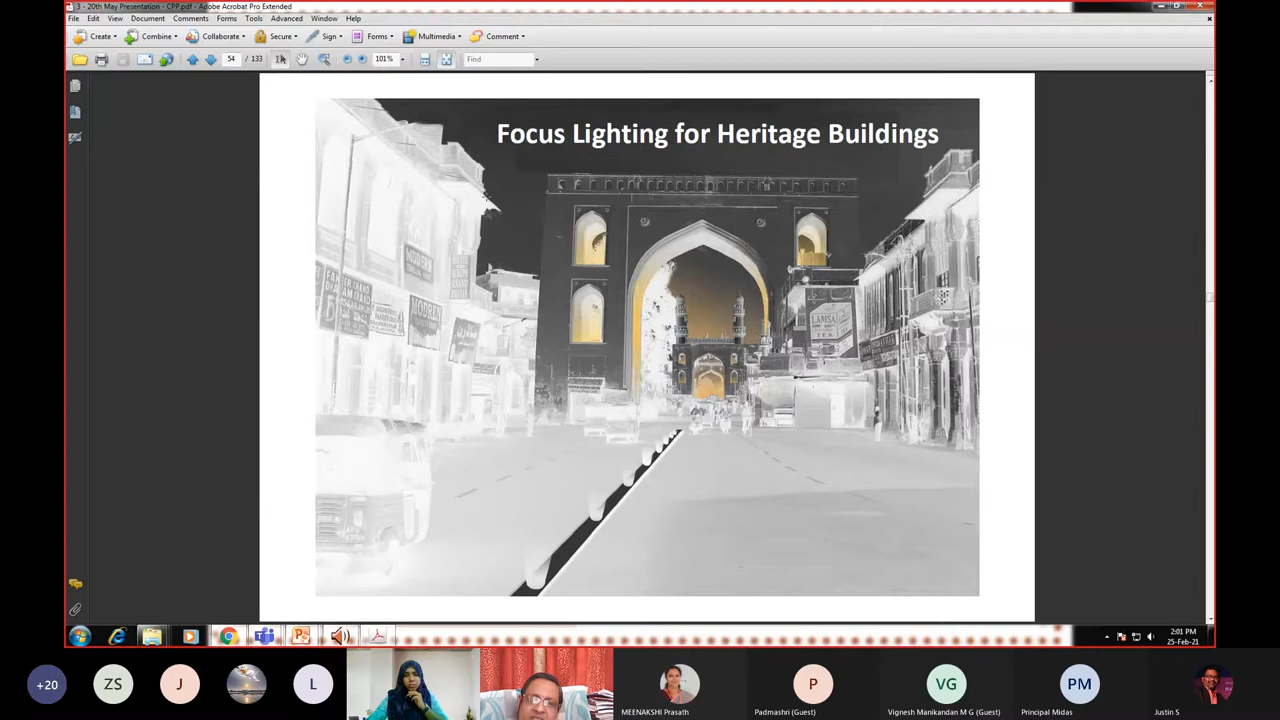 3 - 20th May Presentation - CPP.pdf - Adobe Acrobat Pro Extended
File Edit View Document Comments Forms Tools Advanced Window Help
Create Combine Collaborate Secure Sign Forms Multimedia Comment
54 / 133 101% Find
Focus Lighting for Heritage Buildings
MODERN
MODREN
LAMSA
TEA
2:01 PM
25-Feb-21
+20 ZS J L P VG PM
MEENAKSHI Prasath Padmashri (Guest) Vignesh Manikandan M G (Guest) Principal Midas Justin S